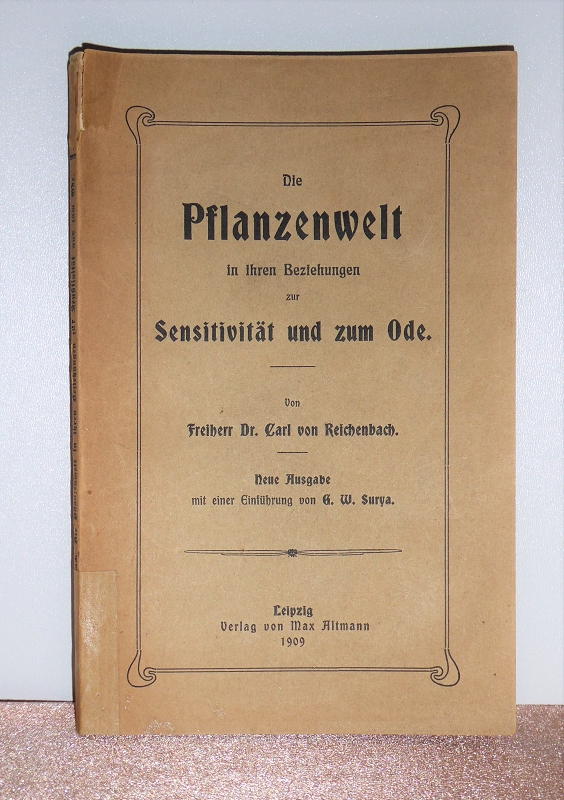 Die
Pflanzenwelt
in ihren Beziehungen
zur
Sensitivität und zum Ode.
Von
Freiherr Dr. Carl von Reichenbach.
Neue Ausgabe
mit einer Einführung von G. W. Surya.
Leipzig
Verlag von Max Altmann
1909